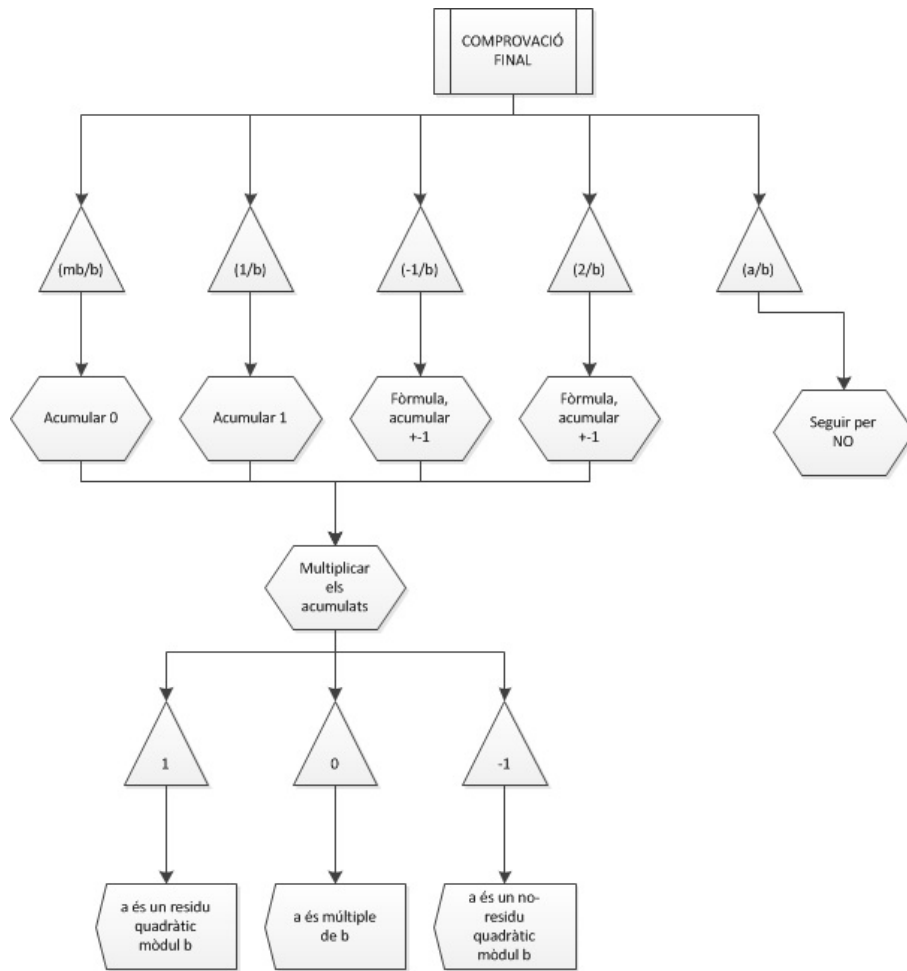 COMPROVACIÓ
FINAL
(mb/b)
(1/b)
(-1/b)
(2/b)
(a/b)
Acumular 0
Acumular 1
Fòrmula,
acumular
+-1
Fòrmula,
acumular
+-1
Seguir per
NO
Multiplicar
els
acumulats
1
0
-1
a és un residu
quadràtic
mòdul b
a és múltiple
de b
a és un no-
residu
quadràtic
mòdul b